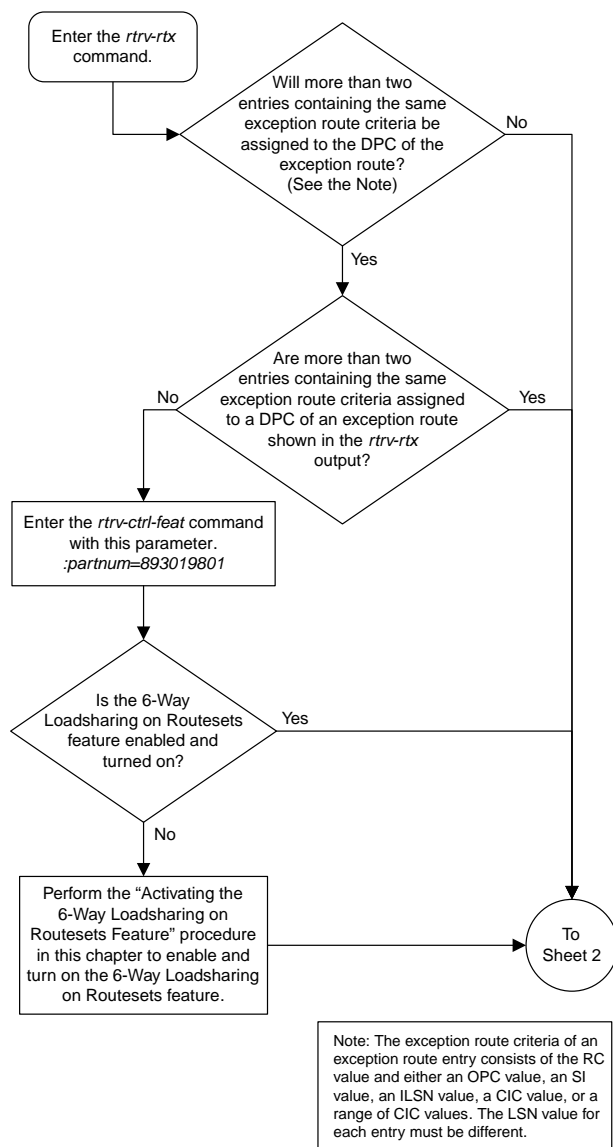 Enter the rtrv-rtx
command.
Will more than two
entries containing the same
exception route criteria be
assigned to the DPC of the
exception route?
(See the Note)
No
Yes
Are more than two
entries containing the same
exception route criteria assigned
to a DPC of an exception route
shown in the rtrv-rtx
output?
No
Yes
Enter the rtrv-ctrl-feat command
with this parameter.
:partnum=893019801
Is the 6-Way
Loadsharing on Routesets
feature enabled and
turned on?
Yes
No
Perform the “Activating the
6-Way Loadsharing on
Routesets Feature” procedure
in this chapter to enable and
turn on the 6-Way Loadsharing
on Routesets feature.
To
Sheet 2
Note: The exception route criteria of an
exception route entry consists of the RC
value and either an OPC value, an SI
value, an ILSN value, a CIC value, or a
range of CIC values. The LSN value for
each entry must be different.